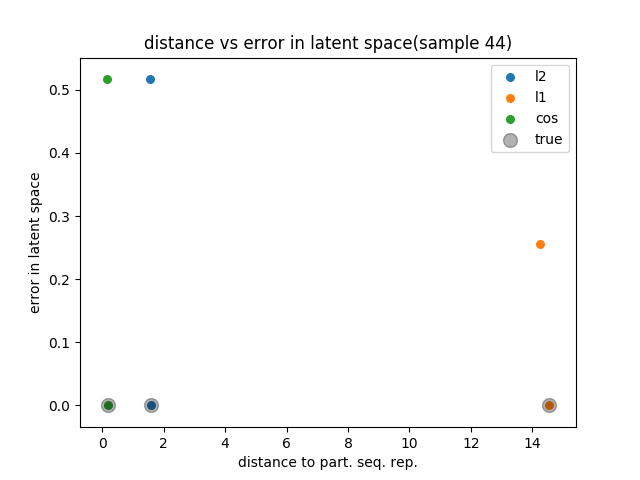 distance vs error in latent space(sample 44)
error in latent space
0.5
0.4
0.3
0.2
0.1
0.0
l2
l1
cos
true
0 2 4 6 8 10 12 14
distance to part. seq. rep.